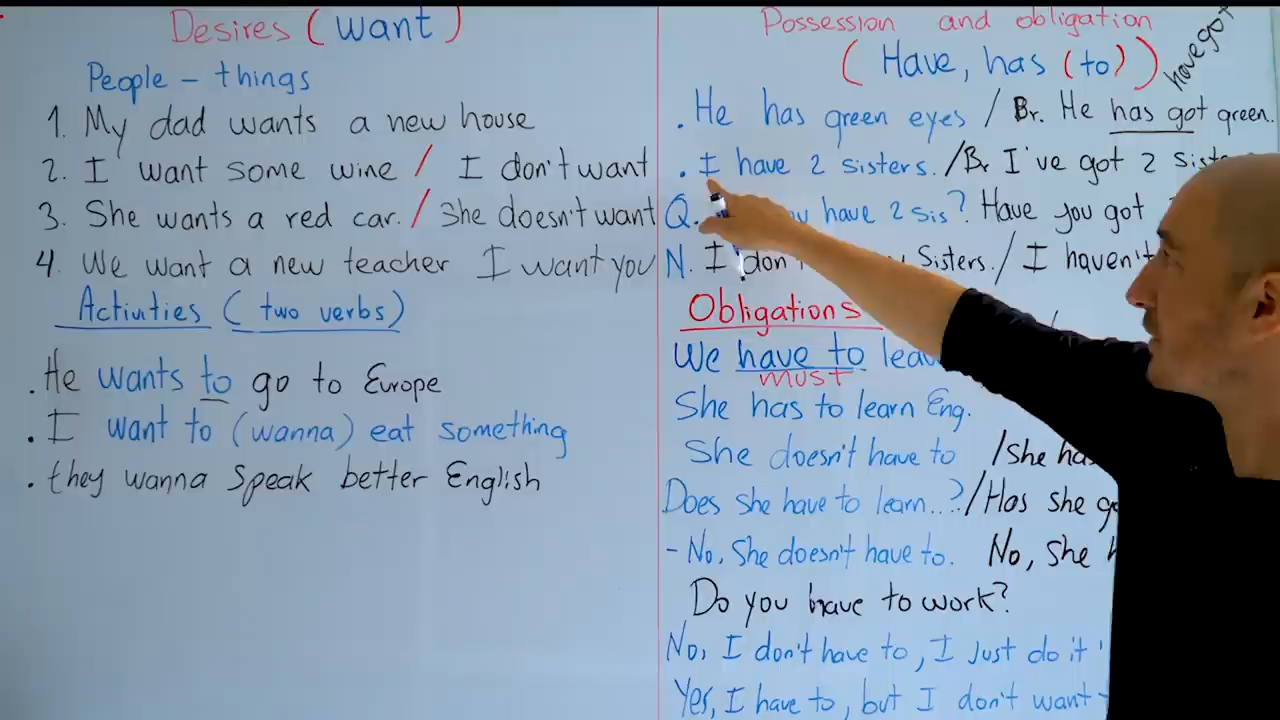 Desires (want)
People - things
1. My dad wants a new house
2. I want some wine / I don't want
3. She wants a red car. / She doesn't want
4. We want a new teacher I want you
Activities (two verbs)
. He wants to go to Europe
. I want to (wanna) eat something
. they wanna speak better English
Possession and obligation
(Have, has (to))
have got
. He has green eyes / Br. He has got green.
. I have 2 sisters. / Br I've got 2
Q. have 2 sis? Have you got
N. I Sisters. / I haven't
Obligations
We have to
must
She has to learn Eng.
She doesn't have to / She
Does she have to learn..? / Has she
- No, She doesn't have to. No, she
Do you have to work?
No, I don't have to, I just do it
Yes, I have to, but I don't want